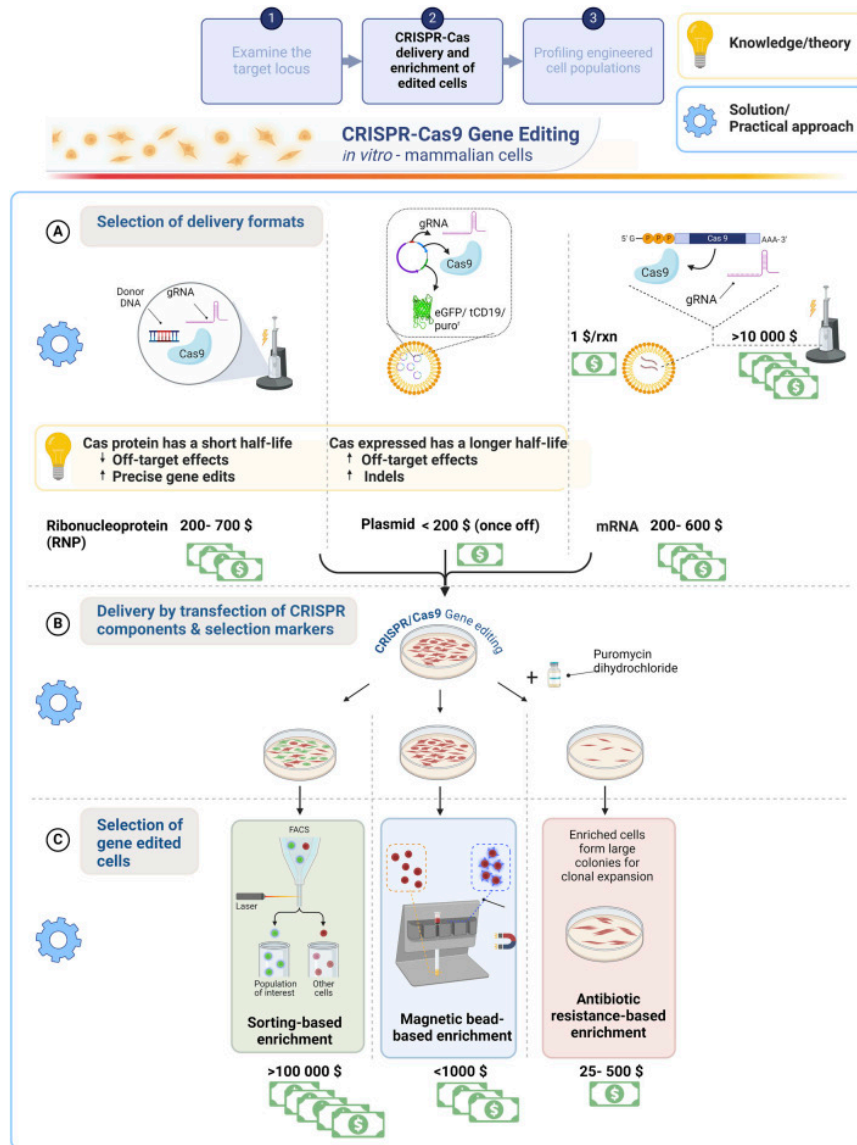 1
Examine the
target locus
2
CRISPR-Cas
delivery and
enrichment of
edited cells
3
Profiling engineered
cell populations
Knowledge/theory
Solution/
Practical approach
CRISPR-Cas9 Gene Editing
in vitro - mammalian cells
A
Selection of delivery formats
Donor
DNA
gRNA
Cas9
gRNA
Cas9
eGFP/ tCD19/
puroʳ
5' G
P P P
Cas 9
AAA-3'
Cas9
gRNA
1 $/rxn
>10 000 $
Cas protein has a short half-life
↓ Off-target effects
↑ Precise gene edits
Cas expressed has a longer half-life
↑ Off-target effects
↑ Indels
Ribonucleoprotein 200- 700 $
(RNP)
Plasmid < 200 $ (once off)
mRNA 200- 600 $
B
Delivery by transfection of CRISPR
components & selection markers
CRISPR/Cas9 Gene editing
+
Puromycin
dihydrochloride
C
Selection of
gene edited
cells
FACS
Laser
Population
of interest
Other
cells
Sorting-based
enrichment
>100 000 $
Magnetic bead-
based enrichment
<1000 $
Enriched cells
form large
colonies for
clonal expansion
Antibiotic
resistance-based
enrichment
25- 500 $